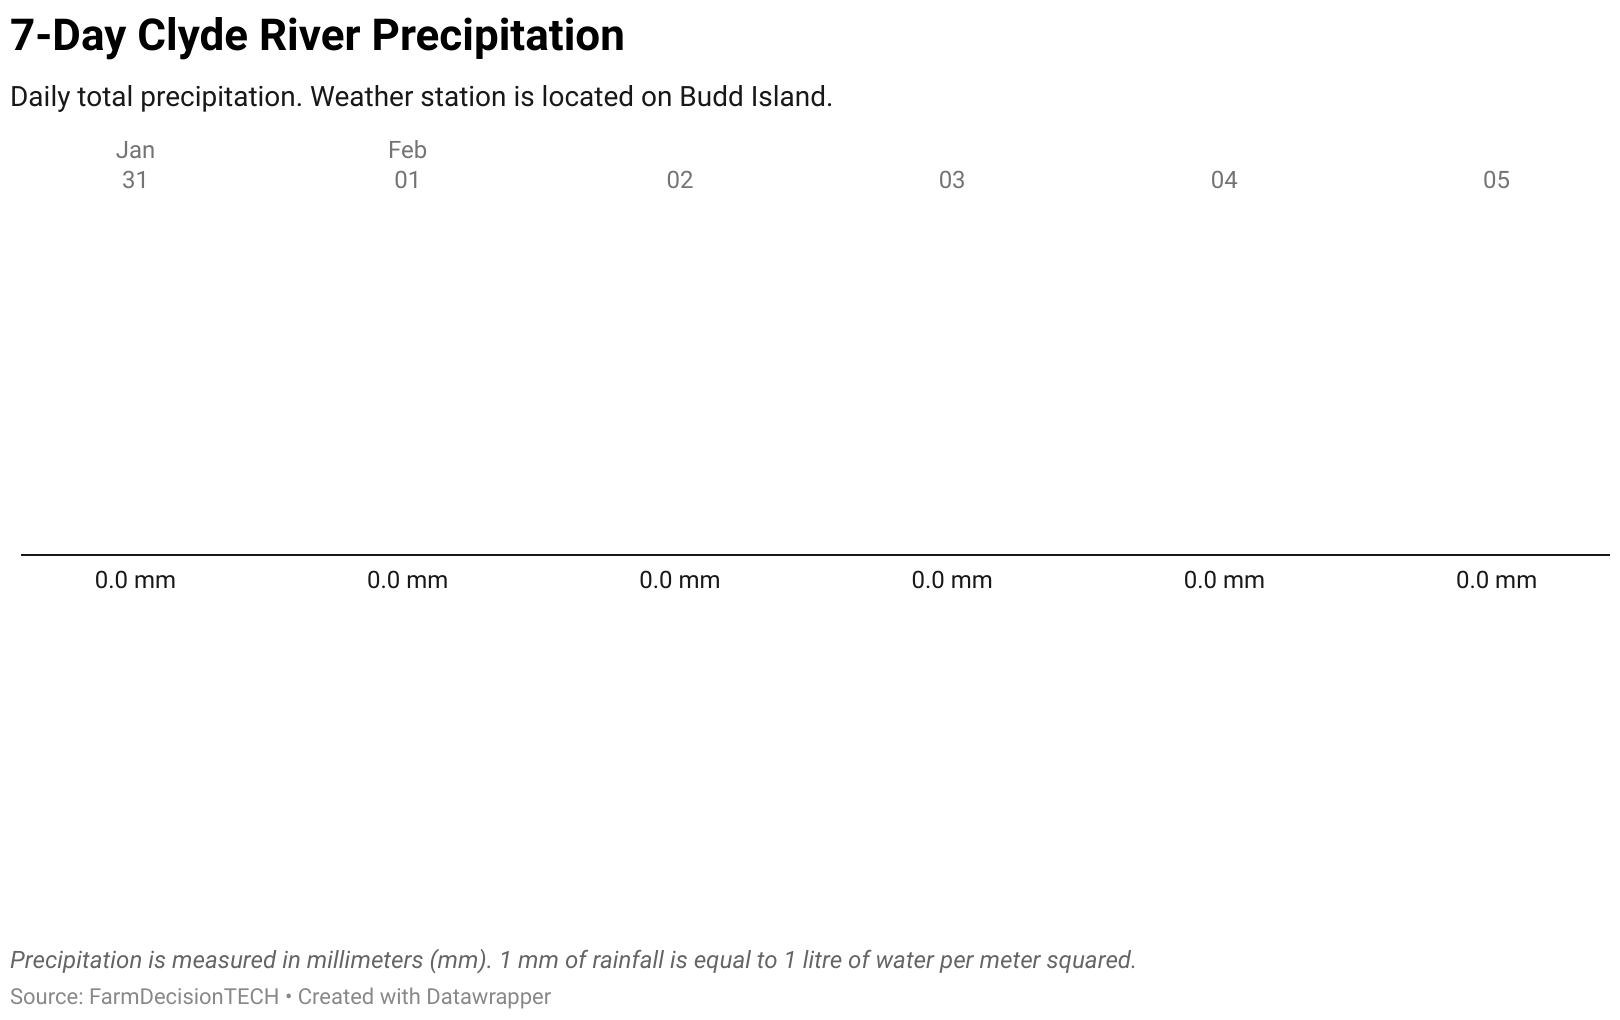 7-Day Clyde River Precipitation
Daily total precipitation. Weather station is located on Budd Island.
Jan Feb
31 01 02 03 04 05
0.0 mm 0.0 mm 0.0 mm 0.0 mm 0.0 mm 0.0 mm
Precipitation is measured in millimeters (mm). 1 mm of rainfall is equal to 1 litre of water per meter squared.
Source: FarmDecisionTECH • Created with Datawrapper